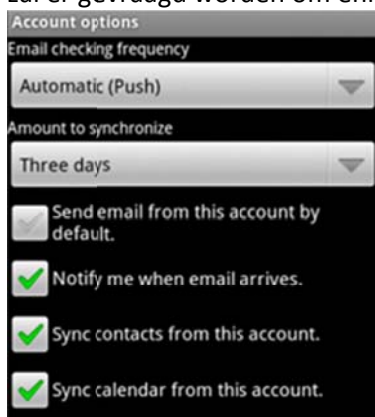 Account options
Email checking frequency
Automatic (Push)
Amount to synchronize
Three days
Send email from this account by
default.
Notify me when email arrives.
Sync contacts from this account.
Sync calendar from this account.